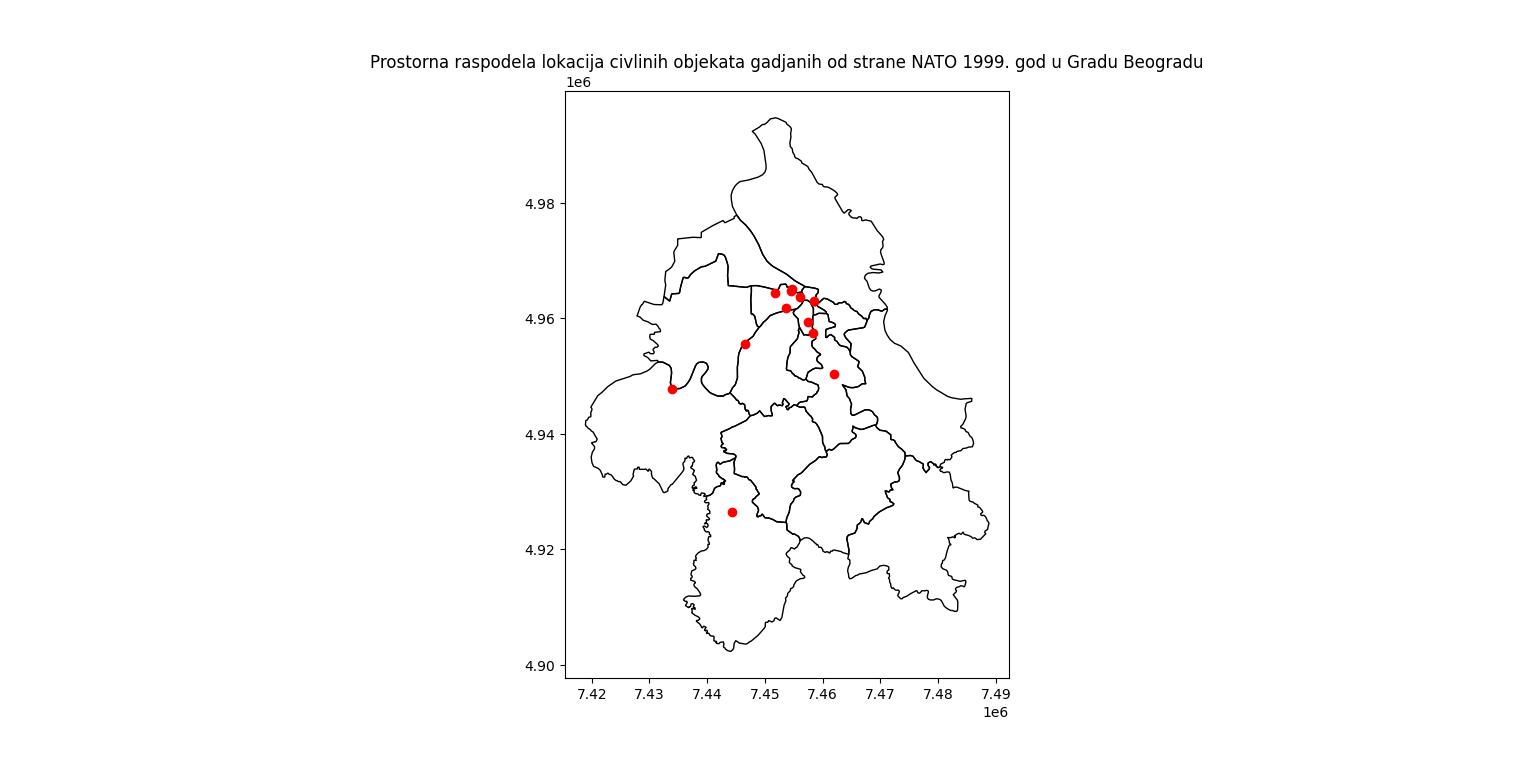 Prostorna raspodela lokacija civlinih objekata gadjanih od strane NATO 1999. god u Gradu Beogradu
1e6
4.98
4.96
4.94
4.92
4.90
7.42 7.43 7.44 7.45 7.46 7.47 7.48 7.49
1e6